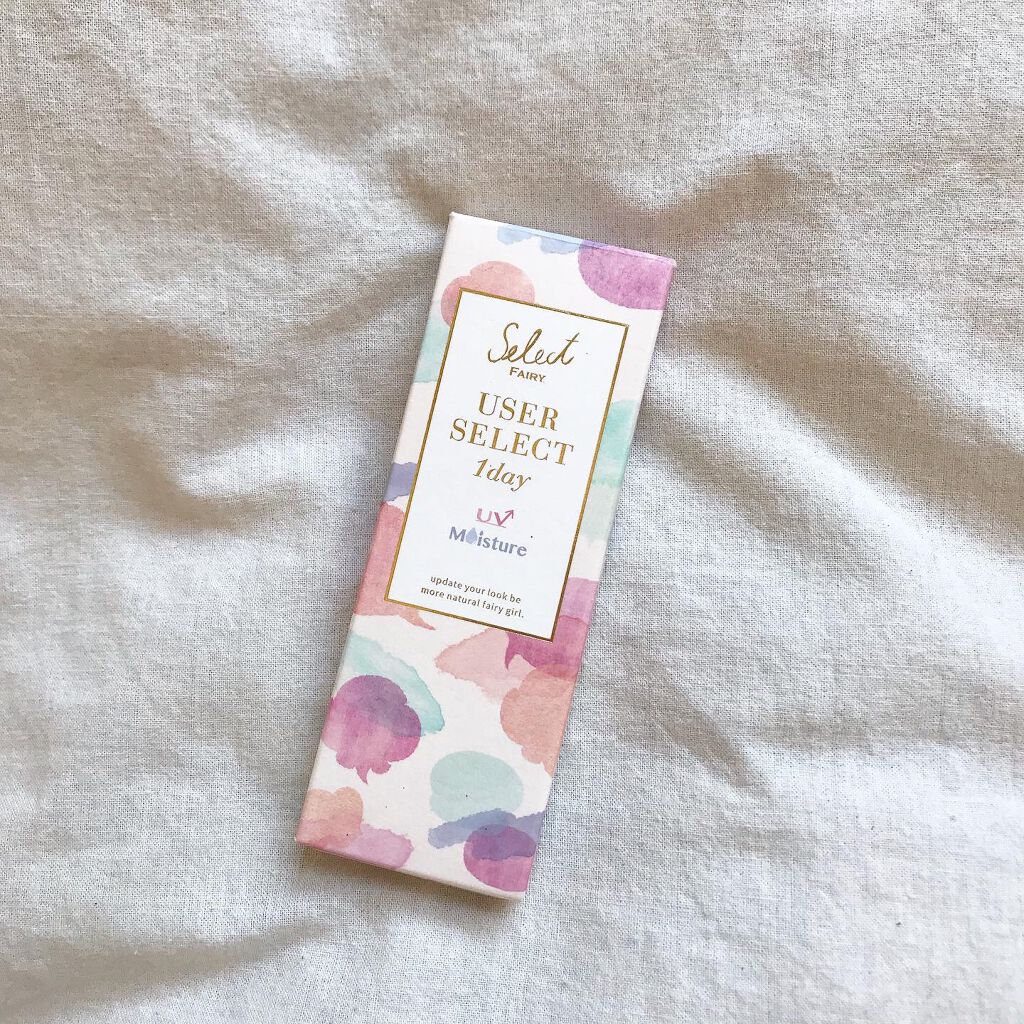 Select
FAIRY
USER
SELECT
1day
UV
Moisture
update your look be
more natural fairy girl.